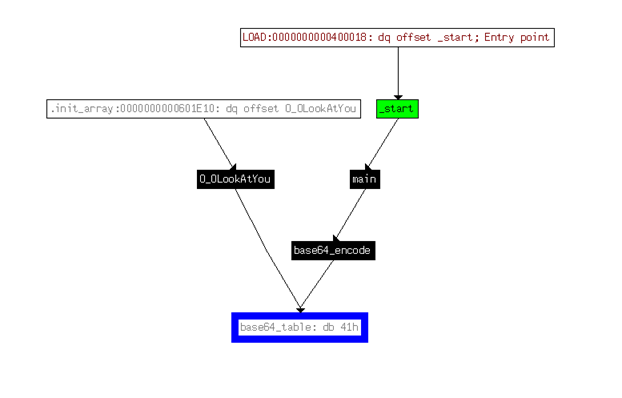 LOAD:0000000000400018: dq offset _start; Entry point
.init_array:0000000000601E10: dq offset O_OLookAtYou
_start
O_OLookAtYou
main
base64_encode
base64_table: db 41h